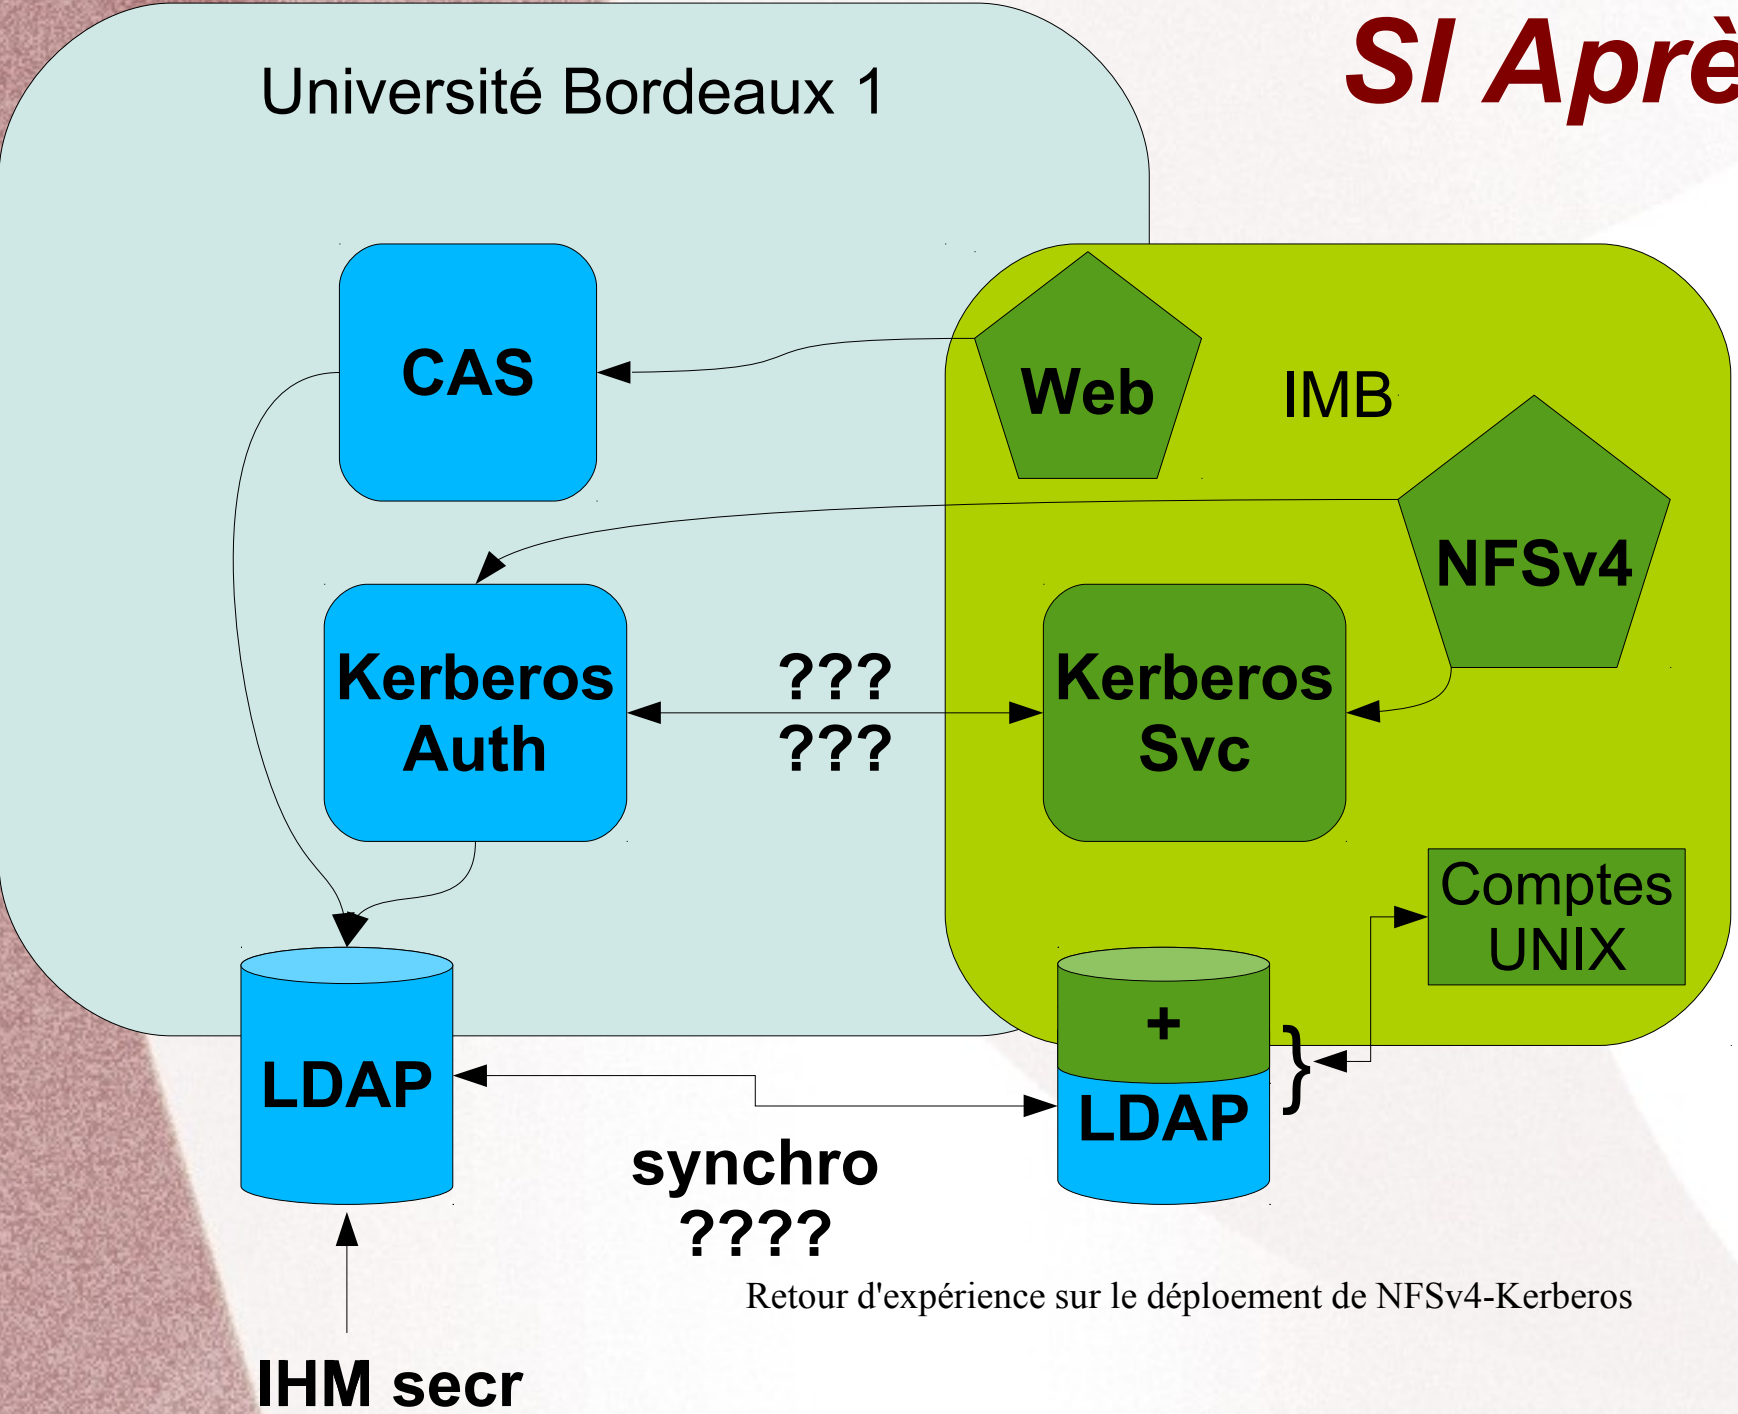 SI Aprè
Université Bordeaux 1
CAS
Web
IMB
NFSv4
Kerberos
Auth
???
???
Kerberos
Svc
Comptes
UNIX
LDAP
+
LDAP
}
synchro
????
Retour d'expérience sur le déploement de NFSv4-Kerberos
IHM secr